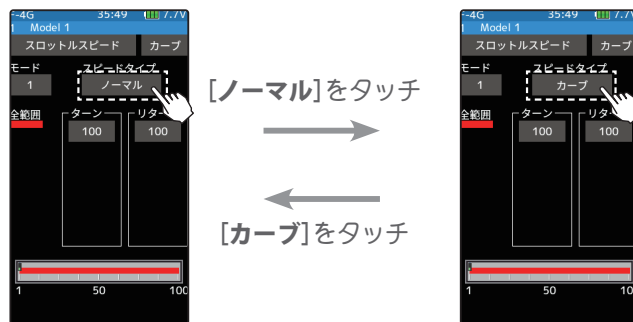 -4G 35:49 7.7V
1 Model 1
スロットルスピード カーブ
モード スピードタイプ
1 ノーマル
全範囲 ターン リター
100 100
1 50 100
[ノーマル]をタッチ
[カーブ]をタッチ
-4G 35:49 7.7V
1 Model 1
スロットルスピード カーブ
モード スピードタイプ
1 カーブ
全範囲 ターン リター
100 100
1 50 10